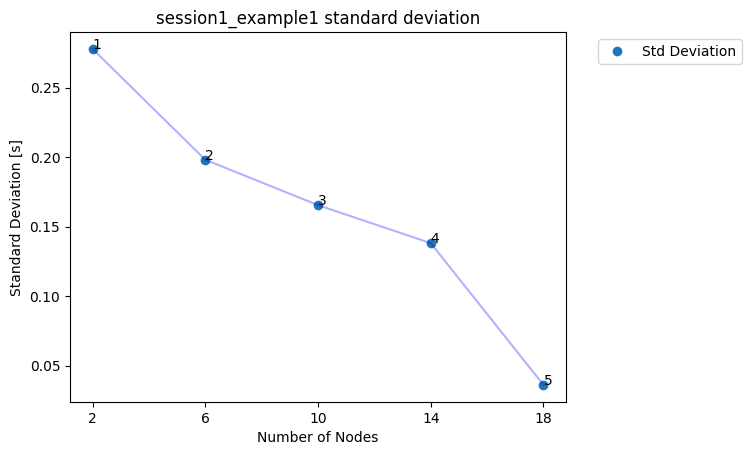 session1_example1 standard deviation
Std Deviation
Standard Deviation [s]
0.25
0.20
0.15
0.10
0.05
1
2
3
4
5
2 6 10 14 18
Number of Nodes